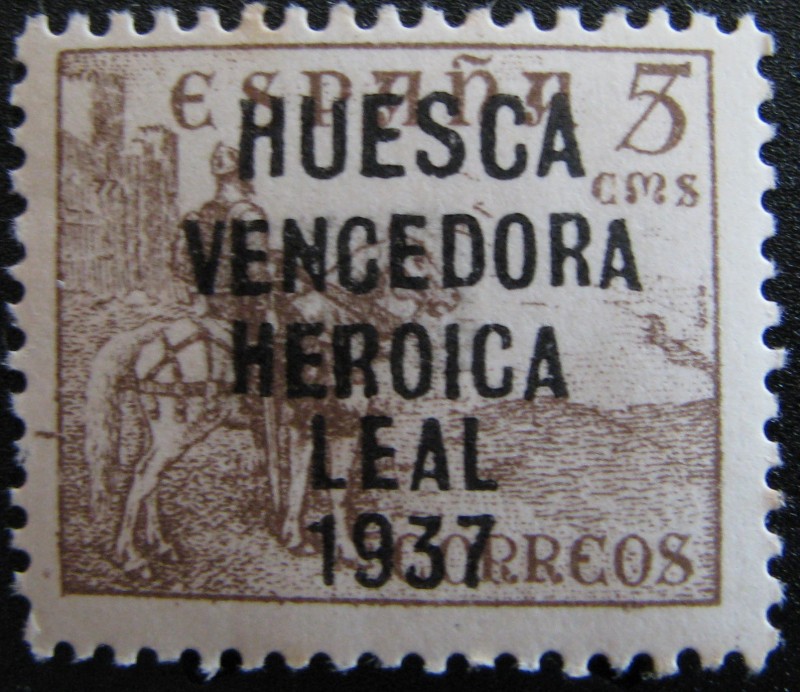 ESPAÑA 5
CMS
HUESCA
VENCEDORA
HEROICA
LEAL
1937
CORREOS